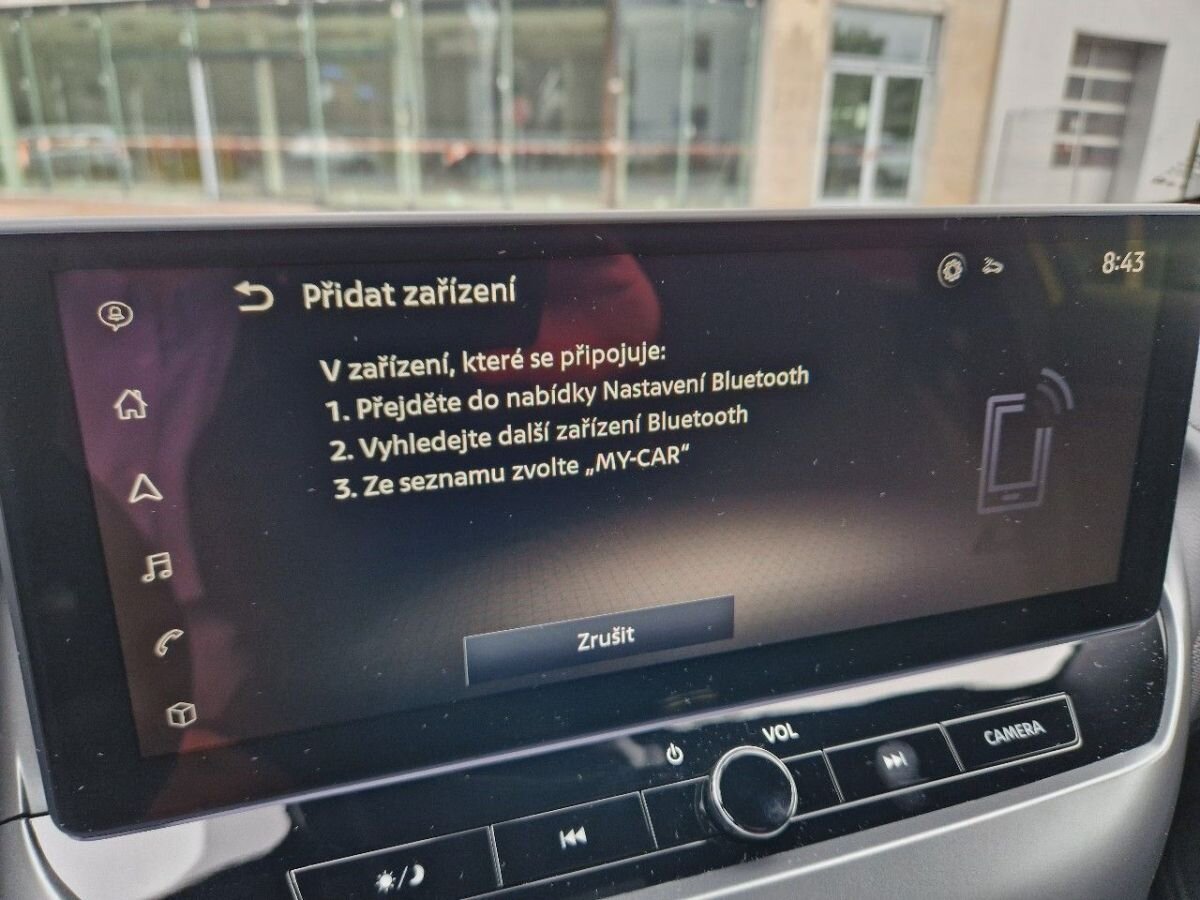 Přidat zařízení
8:43
V zařízení, které se připojuje:
1. Přejděte do nabídky Nastavení Bluetooth
2. Vyhledejte další zařízení Bluetooth
3. Ze seznamu zvolte „MY-CAR“
Zrušit
VOL
CAMERA